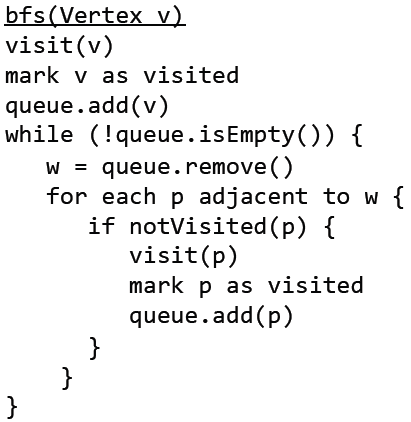 bfs(Vertex v)
visit(v)
mark v as visited
queue.add(v)
while (!queue.isEmpty()) {
   w = queue.remove()
   for each p adjacent to w {
      if notVisited(p) {
         visit(p)
         mark p as visited
         queue.add(p)
      }
    }
}